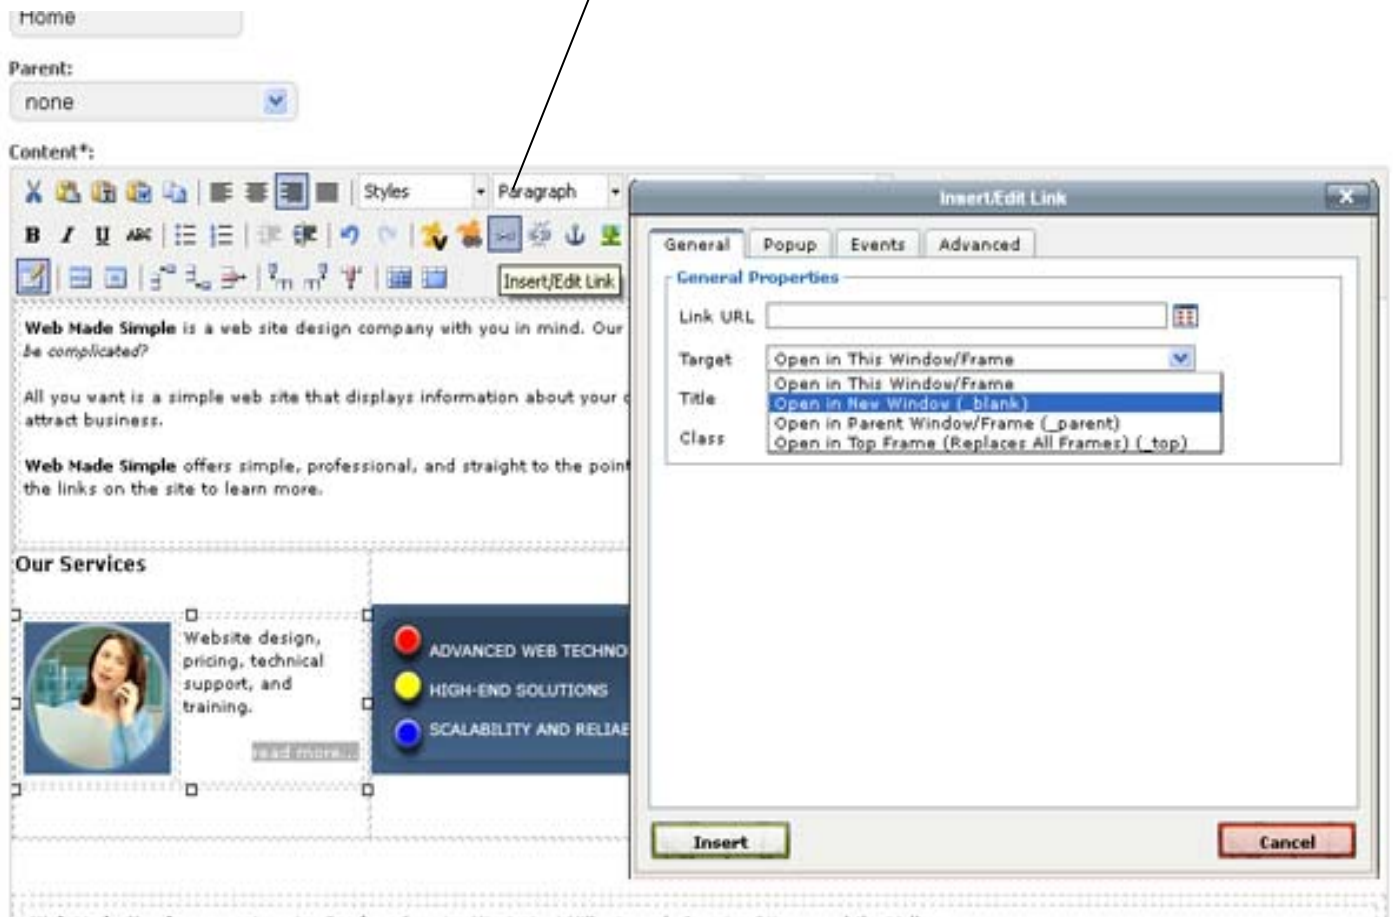 Home
Parent:
none
Content*:
Styles
Paragraph
B I U ABC
Insert/Edit Link
Web Made Simple is a web site design company with you in mind. Our
be complicated?
All you want is a simple web site that displays information about your
attract business.
Web Made Simple offers simple, professional, and straight to the point
the links on the site to learn more.
Our Services
Website design,
pricing, technical
support, and
training.
read more...
ADVANCED WEB TECHNO
HIGH-END SOLUTIONS
SCALABILITY AND RELIAB
Insert/Edit Link
X
General Popup Events Advanced
General Properties
Link URL
Target Open in This Window/Frame
Open in This Window/Frame
Title
Open in New Window (_blank)
Open in Parent Window/Frame (_parent)
Class
Open in Top Frame (Replaces All Frames) (_top)
Insert
Cancel